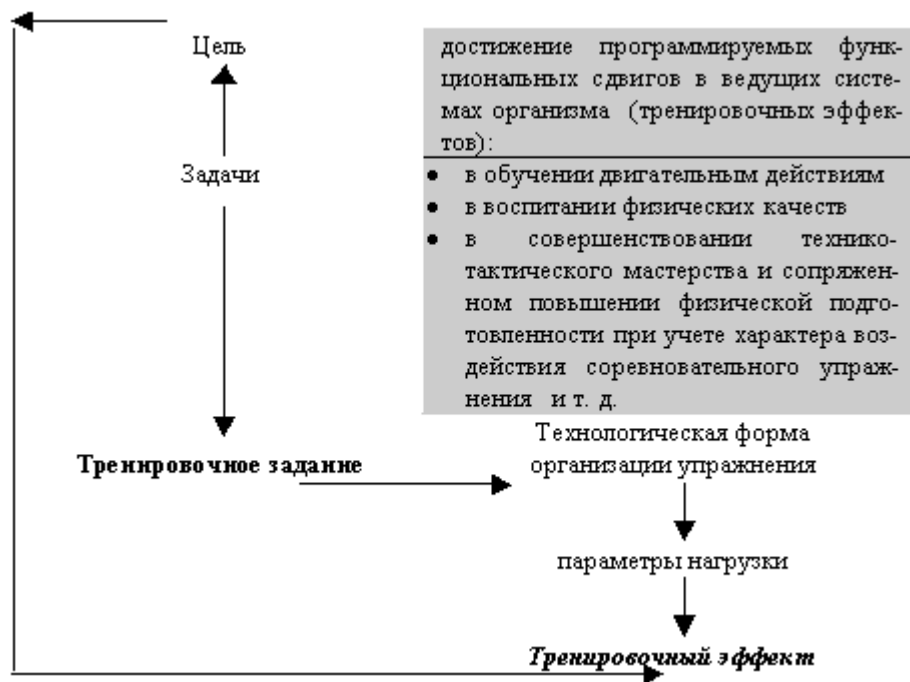 Цель
достижение программируемых функ-
циональных сдвигов в ведущих систе-
мах организма (тренировочных эффек-
тов):
Задачи
● в обучении двигательным действиям
● в воспитании физических качеств
● в совершенствовании технико-
тактического мастерства и сопряжен-
ном повышении физической подго-
товленности при учете характера воз-
действия соревновательного упраж-
нения и т. д.
Тренировочное задание
Технологическая форма
организации упражнения
параметры нагрузки
Тренировочный эффект